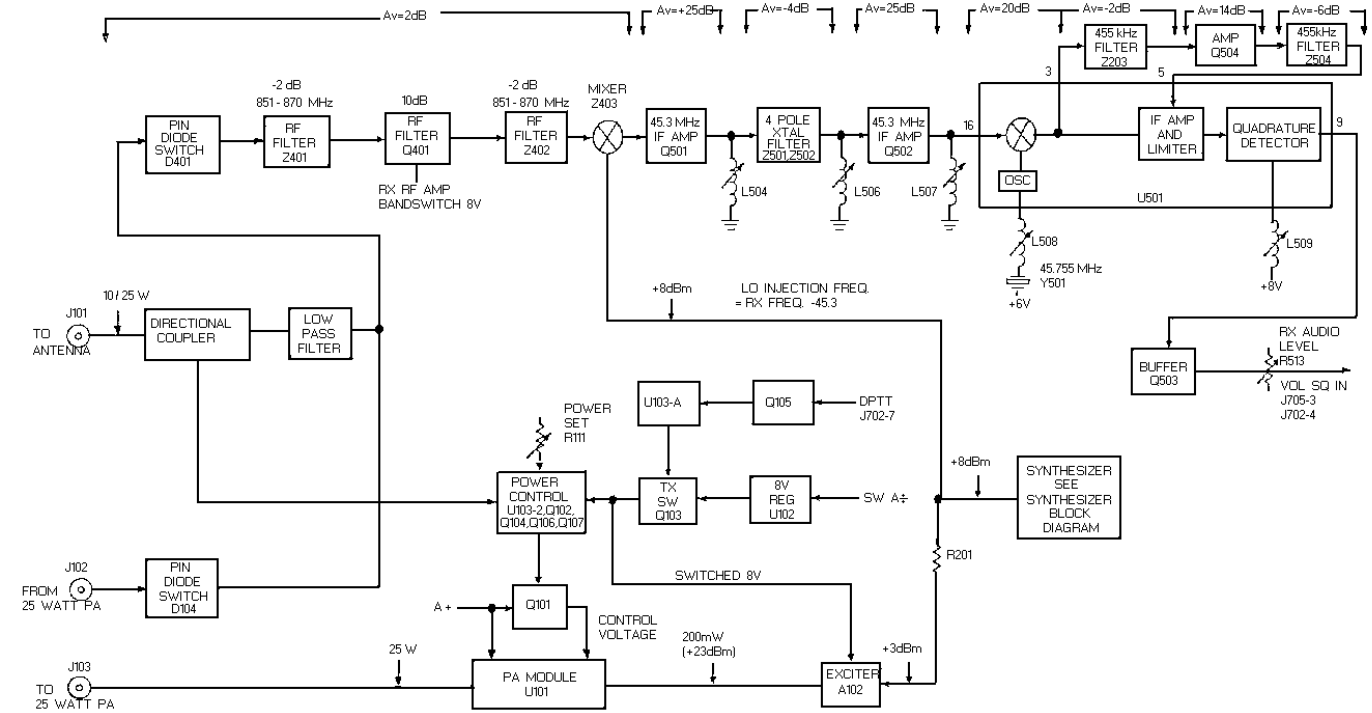 Av=2dB
Av=+25dB
Av=-4dB
Av=25dB
Av=20dB
Av=-2dB
Av=14dB
Av=-6dB
455 kHz
FILTER
Z203
AMP
Q504
455kHz
FILTER
Z504
3
5
-2 dB
851-870 MHz
10dB
-2 dB
851-870 MHz
MIXER
Z403
PIN
DIODE
SWITCH
D401
RF
FILTER
Z401
RF
FILTER
Q401
RF
FILTER
Z402
45.3 MHz
IF AMP
Q501
4 POLE
XTAL
FILTER
Z501,Z502
45.3 MHz
IF AMP
Q502
16
IF AMP
AND
LIMITER
QUADRATURE
DETECTOR
9
RX RF AMP
BANDSWITCH 8V
L504
L506
L507
OSC
U501
L508
L509
45.755 MHz
Y501
+6V
+8V
J101
10/25 W
TO
ANTENNA
DIRECTIONAL
COUPLER
LOW
PASS
FILTER
+8dBm
LO INJECTION FREQ.
= RX FREQ. -45.3
RX AUDIO
LEVEL
R513
BUFFER
Q503
VOL SQ IN
J705-3
J702-4
POWER
SET
R111
U103-A
Q105
DPTT
J702-7
POWER
CONTROL
U103-2,Q102,
Q104,Q106,Q107
TX
SW
Q103
8V
REG
U102
SW A÷
+8dBm
SYNTHESIZER
SEE
SYNTHESIZER
BLOCK
DIAGRAM
R201
J102
FROM
25 WATT PA
PIN
DIODE
SWITCH
D104
SWITCHED 8V
A+
Q101
CONTROL
VOLTAGE
J103
TO
25 WATT PA
25 W
PA MODULE
U101
200mW
(+23dBm)
EXCITER
A102
+3dBm